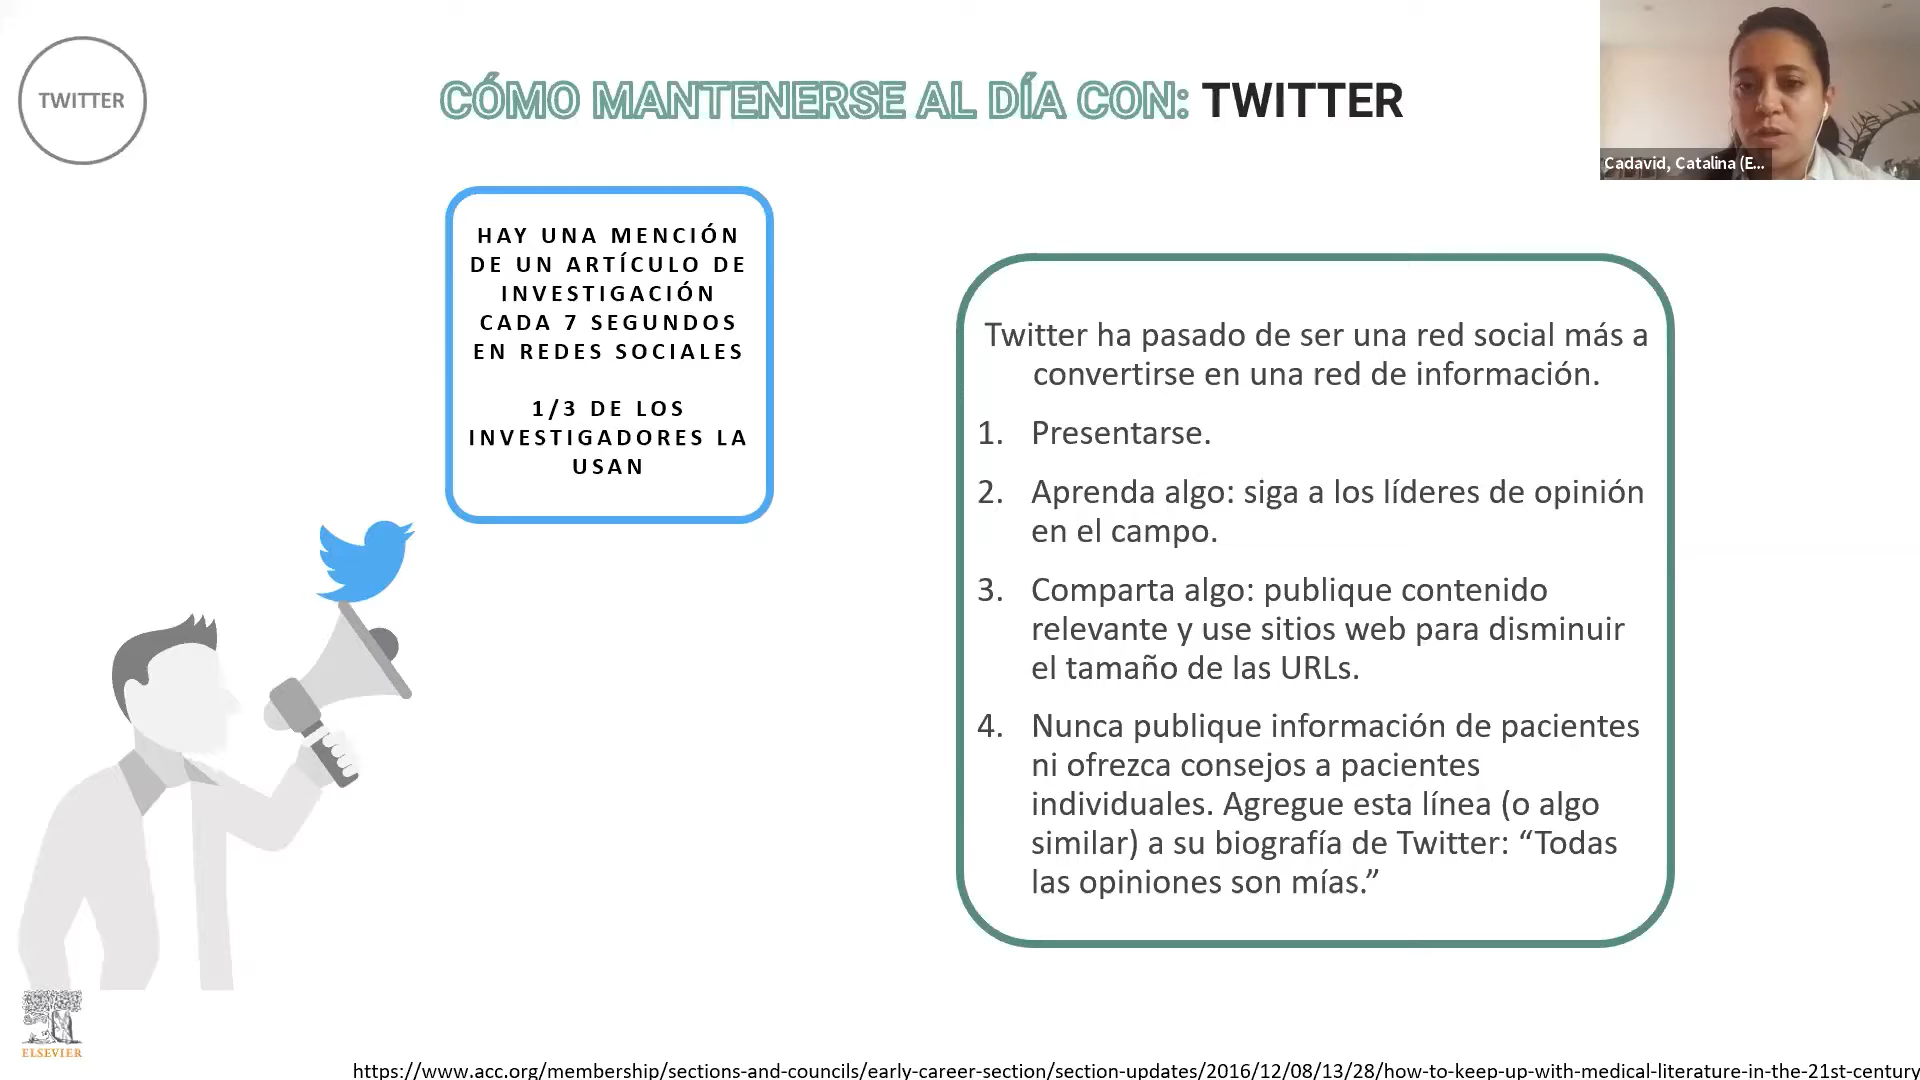 TWITTER
CÓMO MANTENERSE AL DÍA CON: TWITTER
Cadavid, Catalina (E...
HAY UNA MENCIÓN
DE UN ARTÍCULO DE
INVESTIGACIÓN
CADA 7 SEGUNDOS
EN REDES SOCIALES
1/3 DE LOS
INVESTIGADORES LA
USAN
Twitter ha pasado de ser una red social más a
convertirse en una red de información.
1. Presentarse.
2. Aprenda algo: siga a los líderes de opinión
en el campo.
3. Comparta algo: publique contenido
relevante y use sitios web para disminuir
el tamaño de las URLs.
4. Nunca publique información de pacientes
ni ofrezca consejos a pacientes
individuales. Agregue esta línea (o algo
similar) a su biografía de Twitter: “Todas
las opiniones son mías.”
ELSEVIER
https://www.acc.org/membership/sections-and-councils/early-career-section/section-updates/2016/12/08/13/28/how-to-keep-up-with-medical-literature-in-the-21st-century